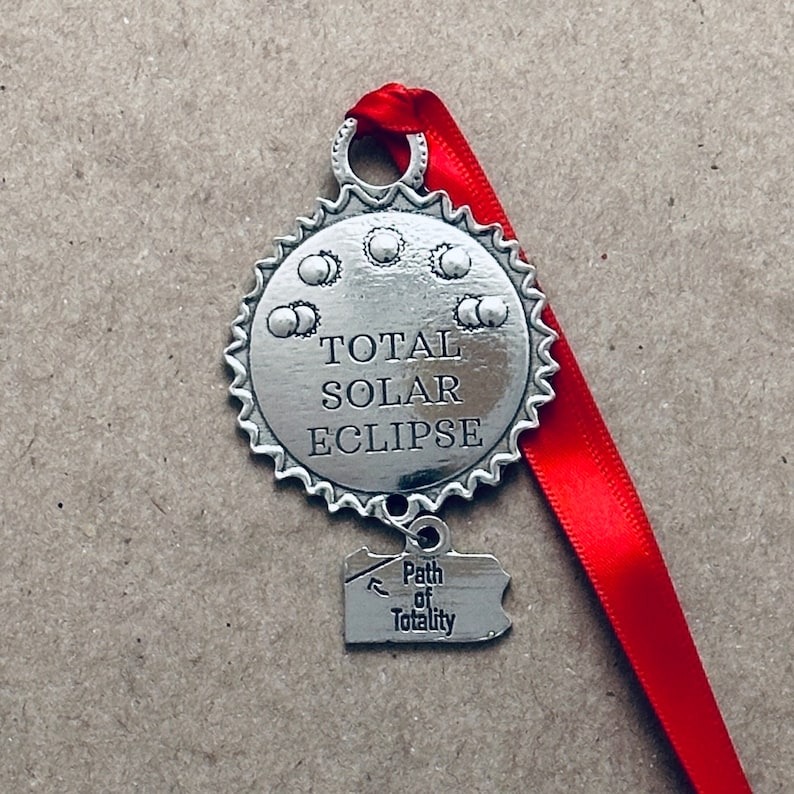 TOTAL
SOLAR
ECLIPSE
Path
of
Totality